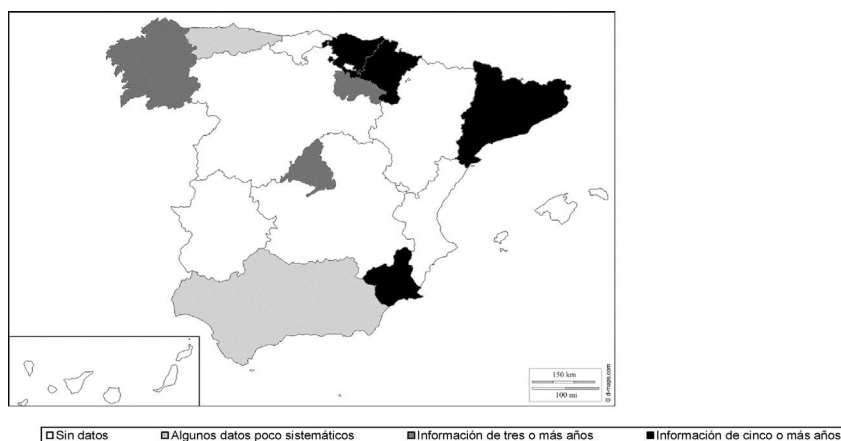 150 km
100 mi
© d-maps.com
Sin datos
Algunos datos poco sistemáticos
Información de tres o más años
Información de cinco o más años